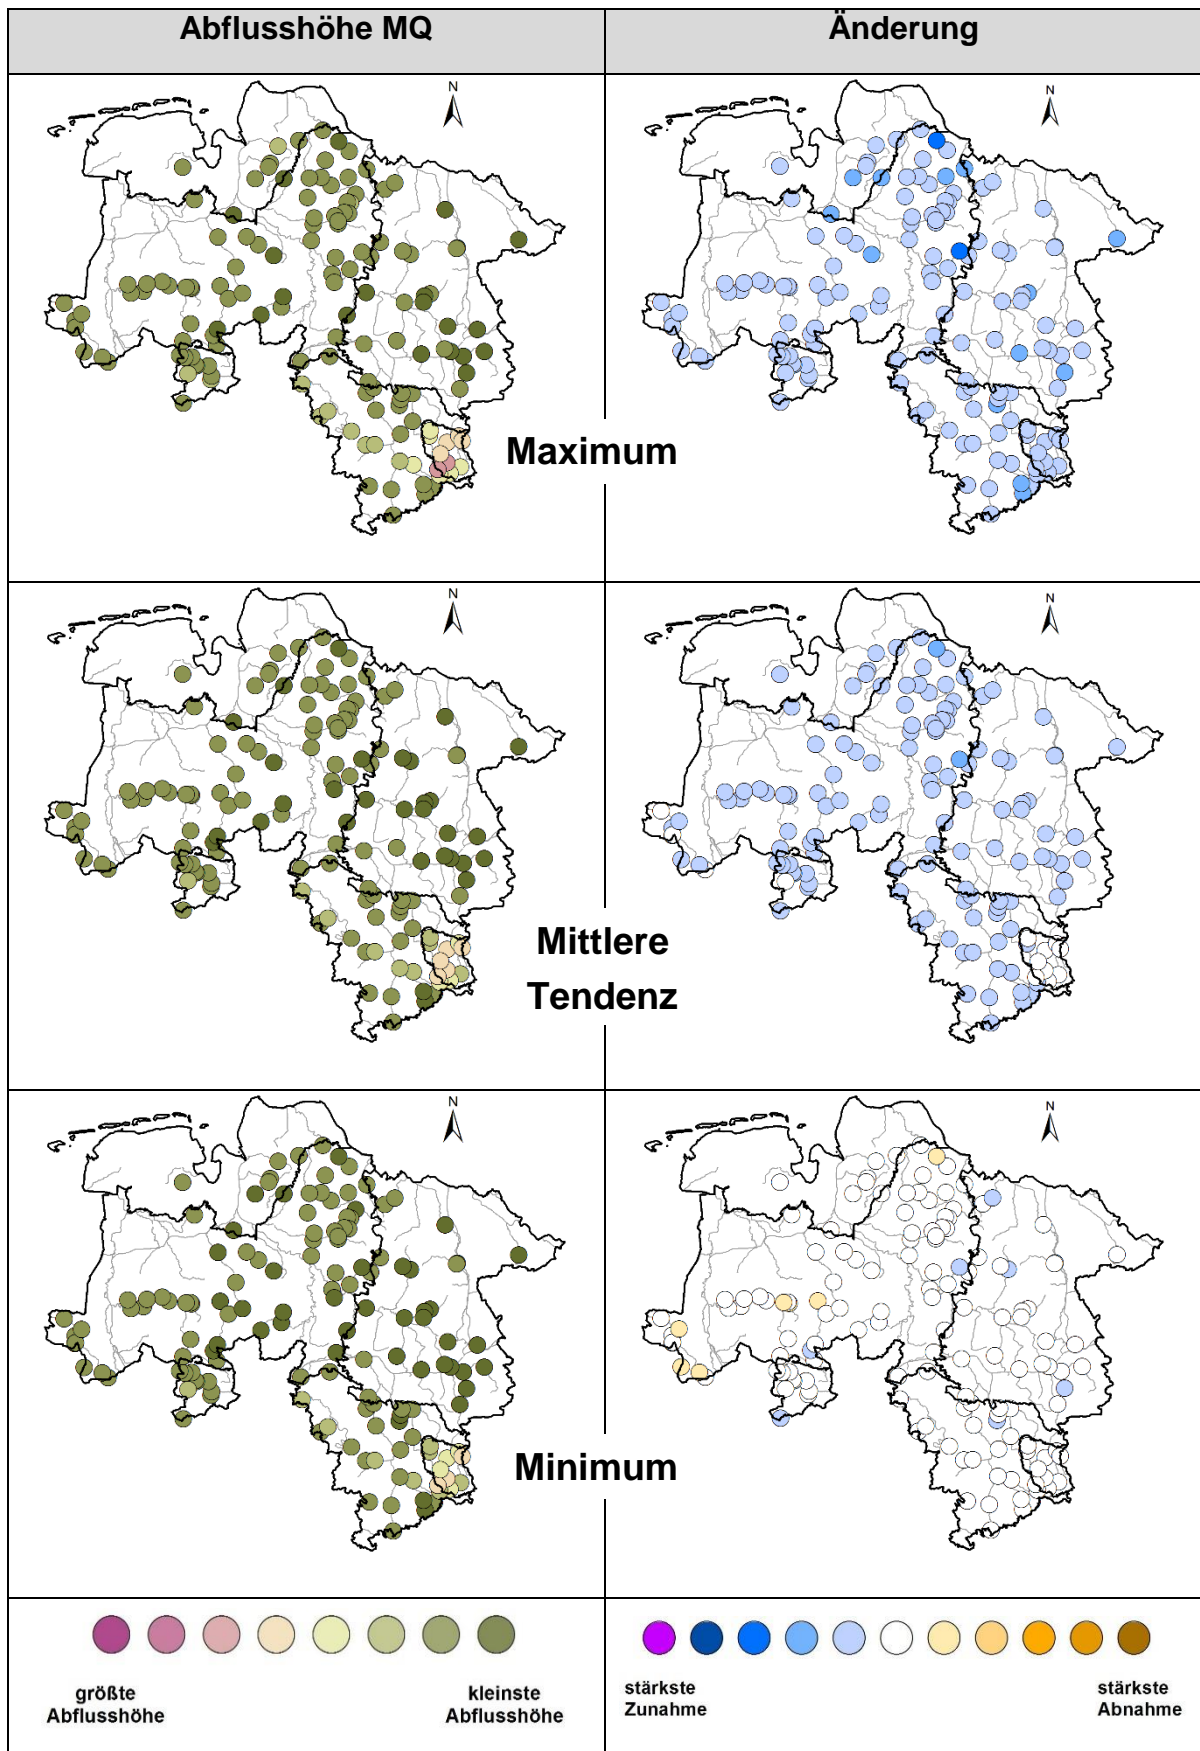 Abflusshöhe MQ
Änderung
N
N
Maximum
N
N
Mittlere
Tendenz
N
N
Minimum
größte
Abflusshöhe
kleinste
Abflusshöhe
stärkste
Zunahme
stärkste
Abnahme